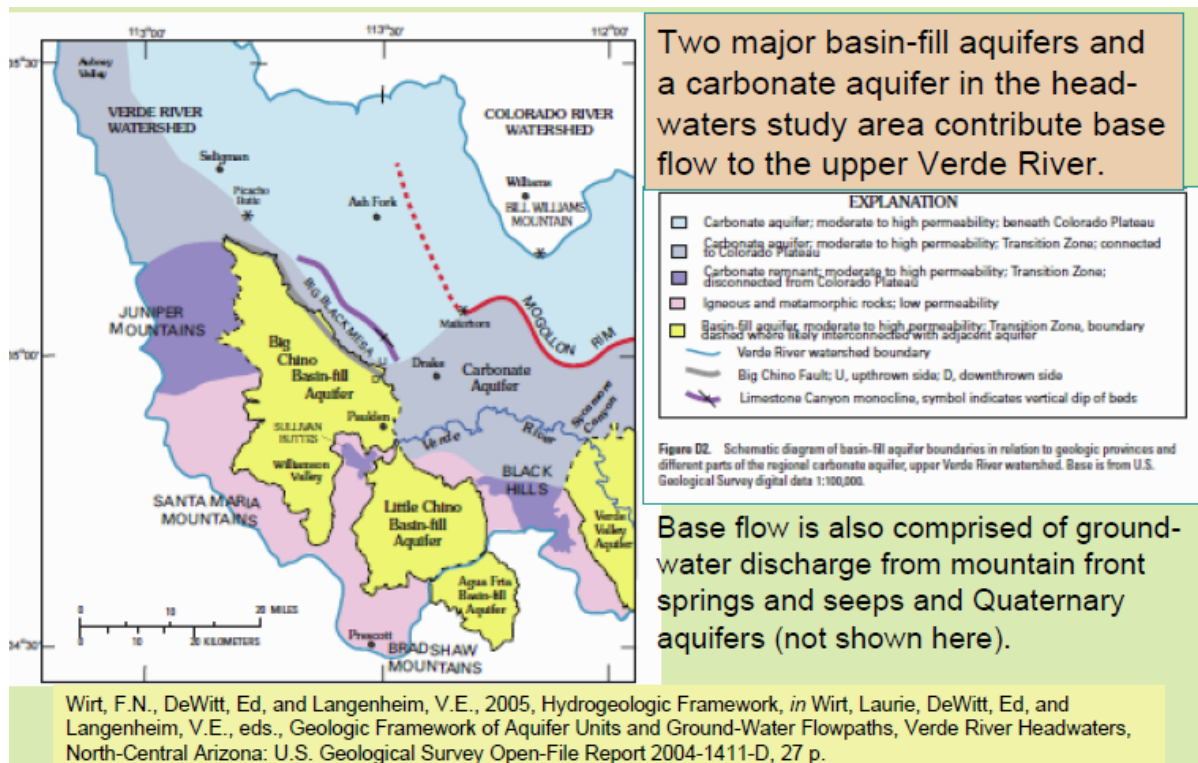 113°00'
113°30'
112°00'
35°30'
Aubrey
Valley
VERDE RIVER
WATERSHED
COLORADO RIVER
WATERSHED
Seligman
Picacho
Butte
Ash Fork
Williams
BILL WILLIAMS
MOUNTAIN
JUNIPER
MOUNTAINS
BIG BLACK MESA
U
D
Matterhorn
MOGOLLON RIM
35°00'
Big
Chino
Basin-fill
Aquifer
Drake
Carbonate
Aquifer
Paulden
SULLIVAN
BUTTES
Verde River
Sycamore
Canyon
Williamson
Valley
BLACK
HILLS
SANTA MARIA
MOUNTAINS
Little Chino
Basin-fill
Aquifer
Verde
Valley
Aquifer
Agua Fria
Basin-fill
Aquifer
0 10 20 MILES
0 10 20 KILOMETERS
34°30'
Prescott
BRADSHAW
MOUNTAINS
Two major basin-fill aquifers and
a carbonate aquifer in the head-
waters study area contribute base
flow to the upper Verde River.
EXPLANATION
Carbonate aquifer; moderate to high permeability; beneath Colorado Plateau
Carbonate aquifer; moderate to high permeability; Transition Zone; connected
to Colorado Plateau
Carbonate remnant; moderate to high permeability; Transition Zone;
disconnected from Colorado Plateau
Igneous and metamorphic rocks; low permeability
Basin-fill aquifer, moderate to high permeability; Transition Zone, boundary
dashed where likely interconnected with adjacent aquifer
Verde River watershed boundary
Big Chino Fault; U, upthrown side; D, downthrown side
Limestone Canyon monocline, symbol indicates vertical dip of beds
Figure D2. Schematic diagram of basin-fill aquifer boundaries in relation to geologic provinces and
different parts of the regional carbonate aquifer, upper Verde River watershed. Base is from U.S.
Geological Survey digital data 1:100,000.
Base flow is also comprised of ground-
water discharge from mountain front
springs and seeps and Quaternary
aquifers (not shown here).
Wirt, F.N., DeWitt, Ed, and Langenheim, V.E., 2005, Hydrogeologic Framework, in Wirt, Laurie, DeWitt, Ed, and
Langenheim, V.E., eds., Geologic Framework of Aquifer Units and Ground-Water Flowpaths, Verde River Headwaters,
North-Central Arizona: U.S. Geological Survey Open-File Report 2004-1411-D, 27 p.